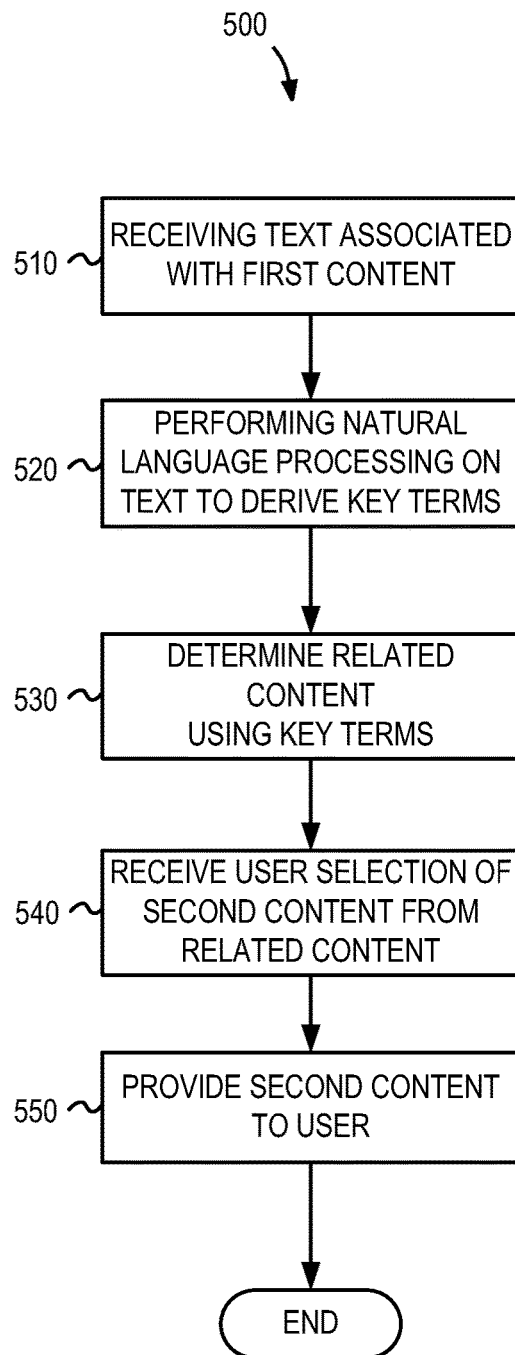 500
510
RECEIVING TEXT ASSOCIATED
WITH FIRST CONTENT
520
PERFORMING NATURAL
LANGUAGE PROCESSING ON
TEXT TO DERIVE KEY TERMS
530
DETERMINE RELATED
CONTENT
USING KEY TERMS
540
RECEIVE USER SELECTION OF
SECOND CONTENT FROM
RELATED CONTENT
550
PROVIDE SECOND CONTENT
TO USER
END